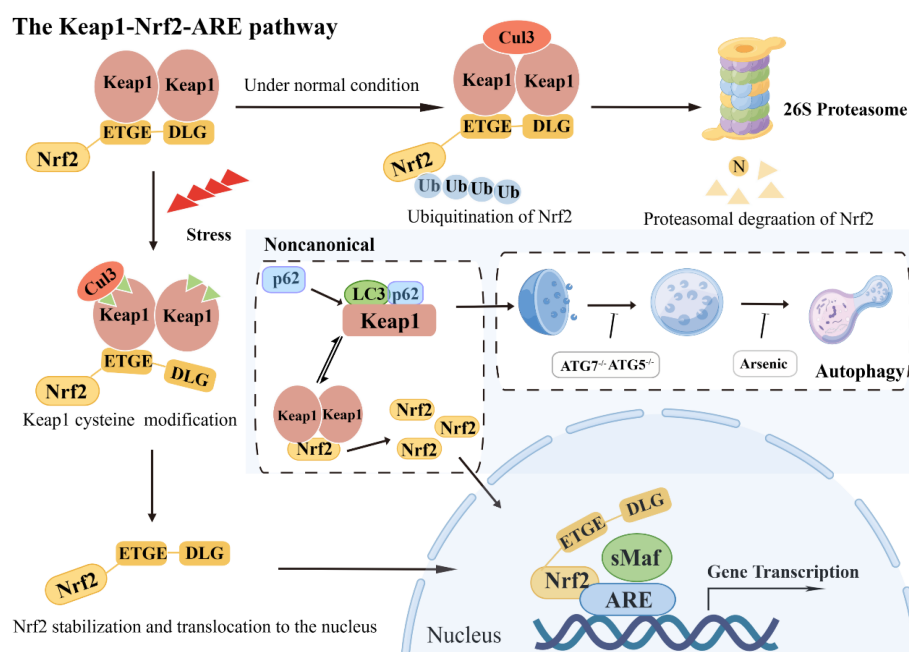 The Keap1-Nrf2-ARE pathway
Keap1
Keap1
ETGE
DLG
Nrf2
Under normal condition
Cul3
Keap1
Keap1
ETGE
DLG
Nrf2
Ub Ub Ub Ub
Ubiquitination of Nrf2
26S Proteasome
N
Proteasomal degraation of Nrf2
Stress
Cul3
Keap1
Keap1
ETGE
DLG
Nrf2
Keap1 cysteine modification
Noncanonical
p62
LC3
p62
Keap1
Keap1
Keap1
Nrf2
Nrf2
Nrf2
Nrf2
ATG7-/- ATG5-/-
Arsenic
Autophagy
ETGE
DLG
Nrf2
Nrf2 stabilization and translocation to the nucleus
DLG
ETGE
Nrf2
sMaf
ARE
Gene Transcription
Nucleus